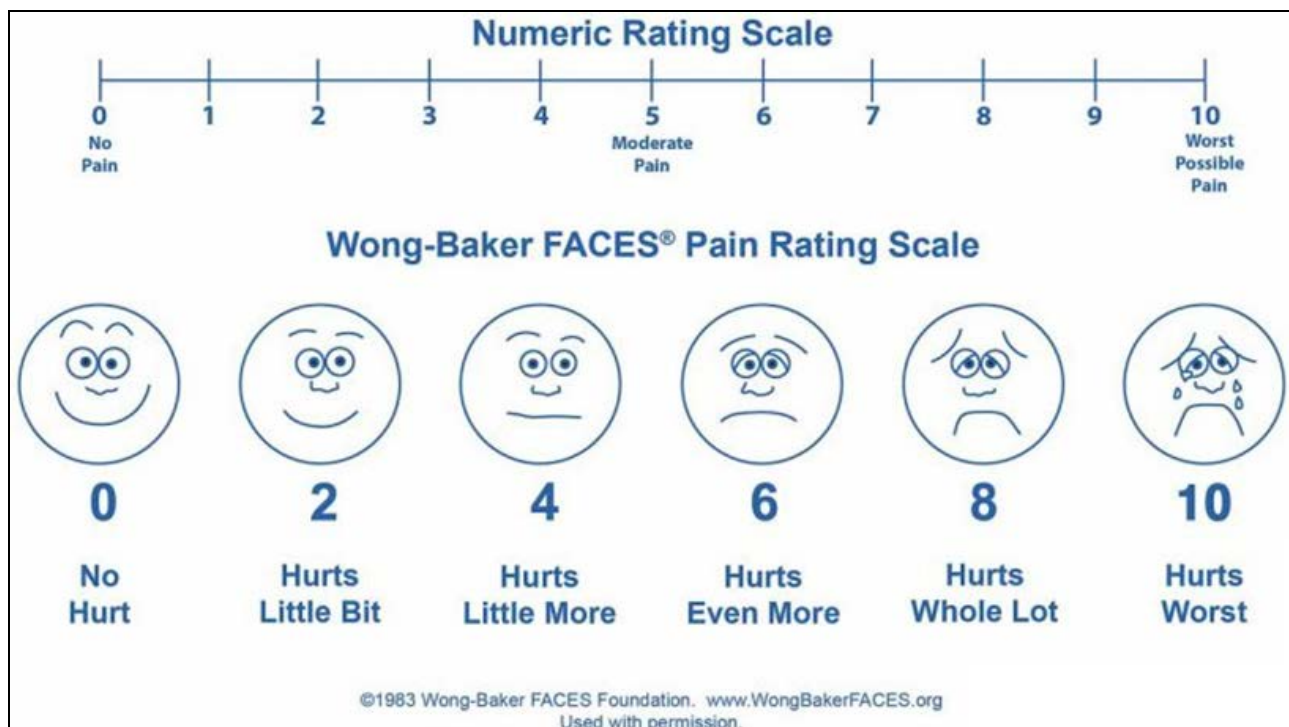 Numeric Rating Scale
0 1 2 3 4 5 6 7 8 9 10
No Pain
Moderate Pain
Worst Possible Pain
Wong-Baker FACES® Pain Rating Scale
0 2 4 6 8 10
No Hurt
Hurts Little Bit
Hurts Little More
Hurts Even More
Hurts Whole Lot
Hurts Worst
©1983 Wong-Baker FACES Foundation. www.WongBakerFACES.org
Used with permission.